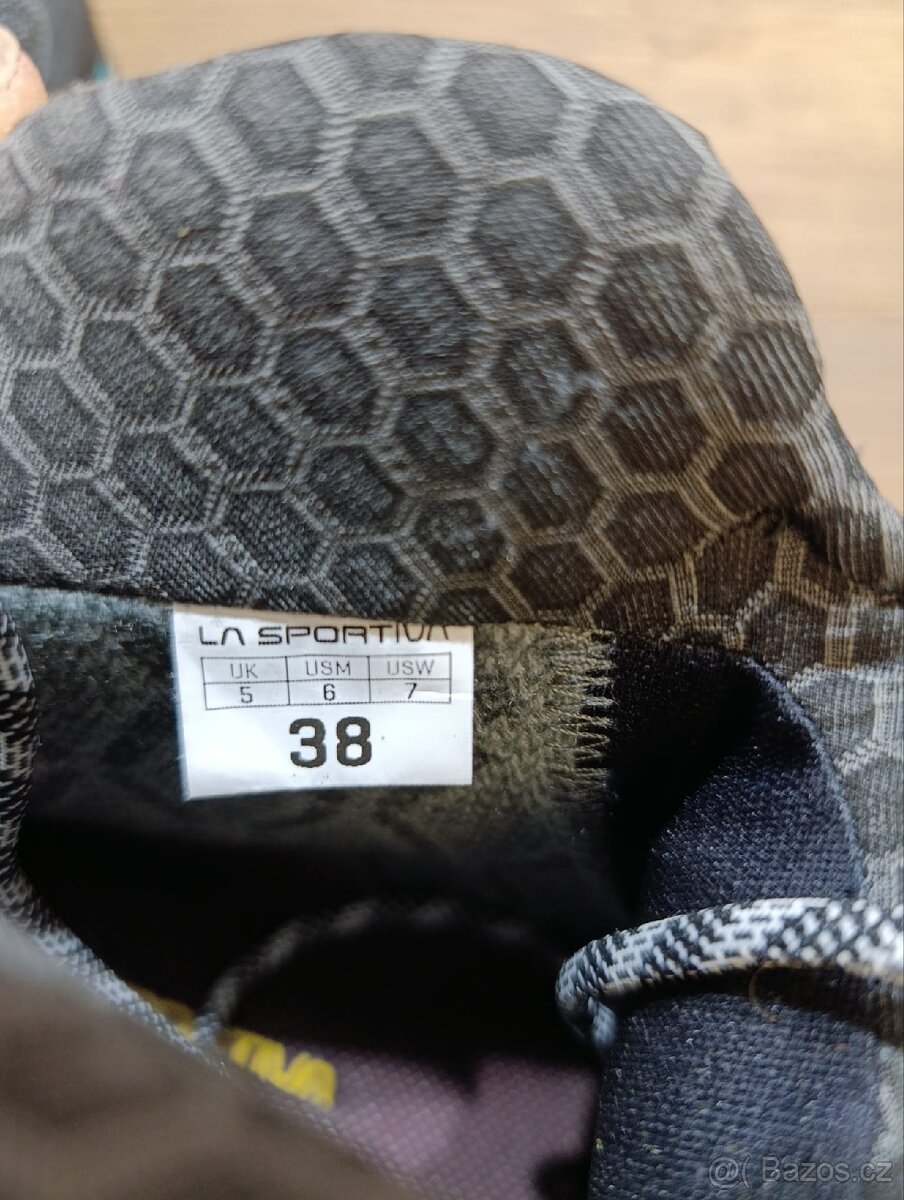 LA SPORTIVA
UK USM USW
5 6 7
38
@( Bazos.cz